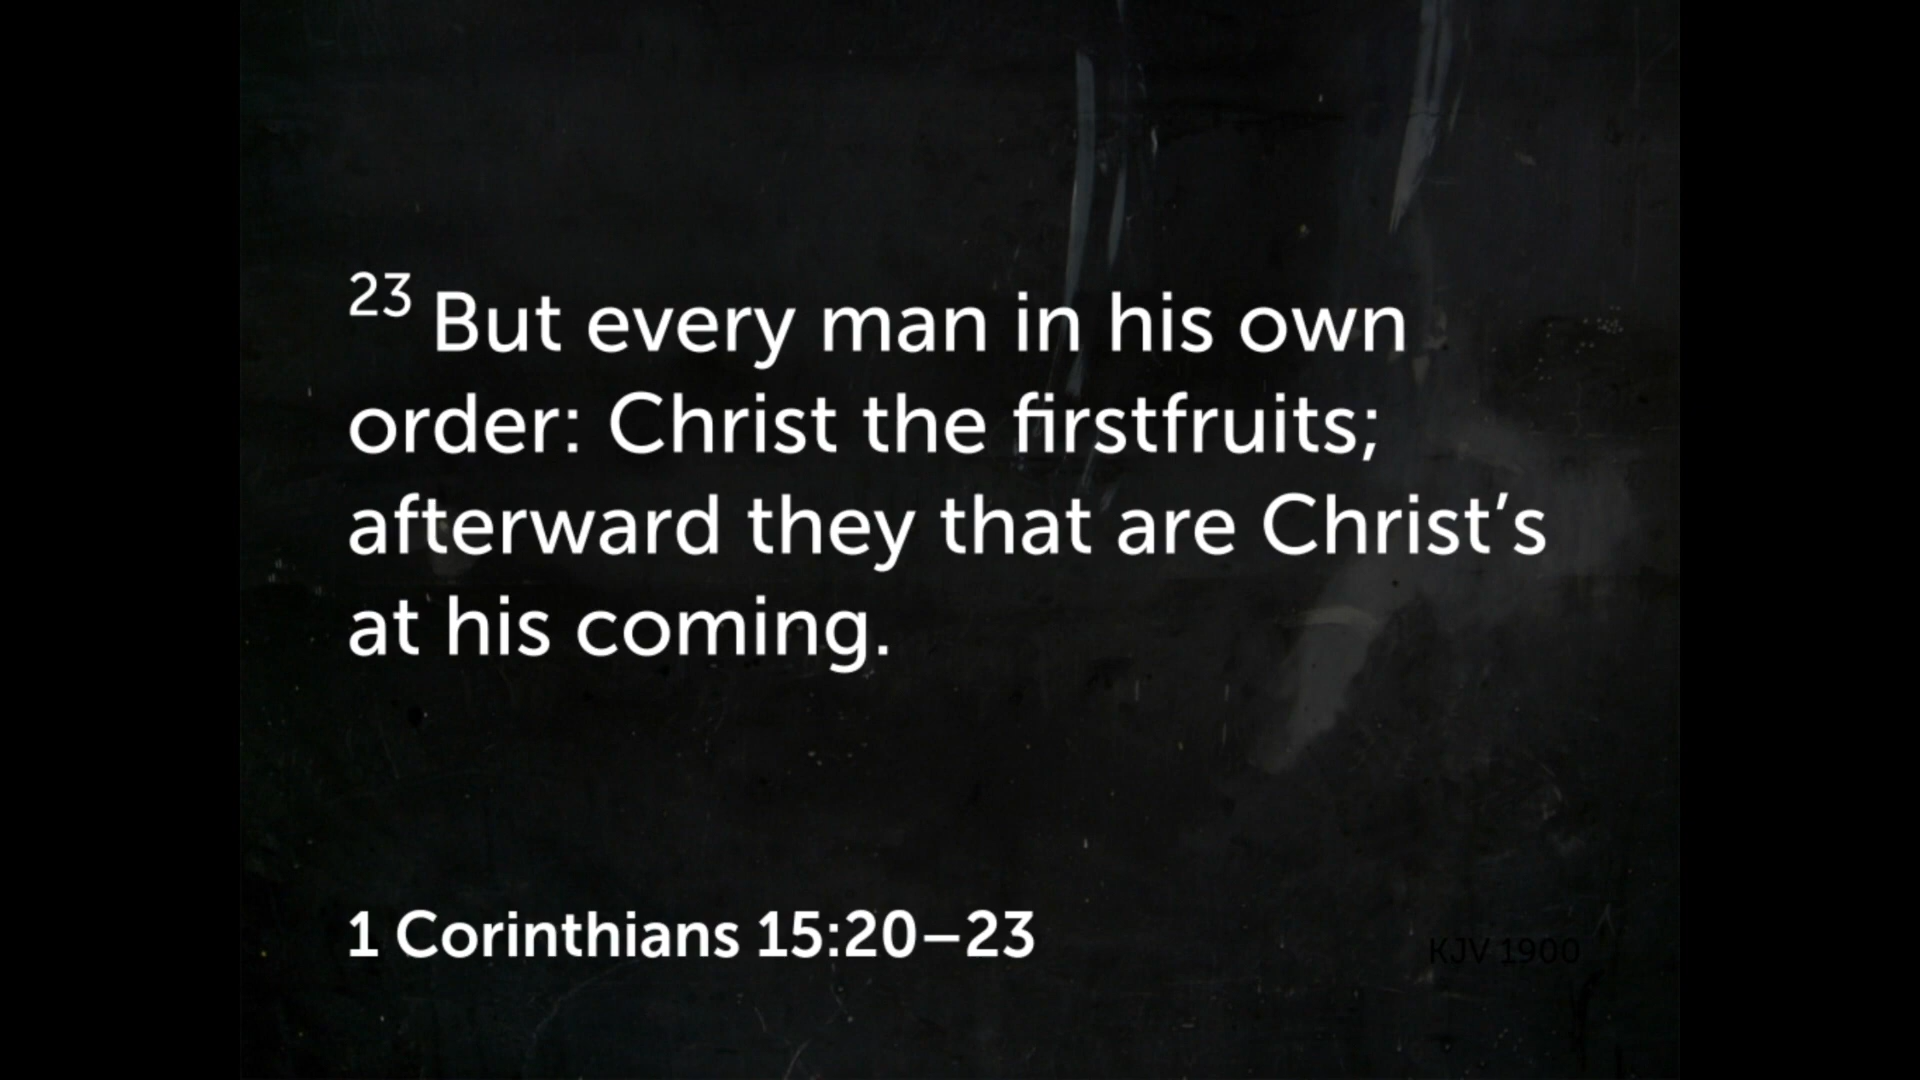 23 But every man in his own
order: Christ the firstfruits;
afterward they that are Christ’s
at his coming.
1 Corinthians 15:20–23
KJV 1900